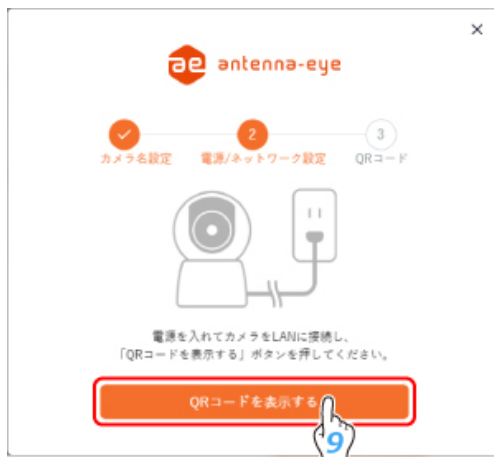 ×
ae antenna-eye
2
3
カメラ名設定 電源/ネットワーク設定 QRコード
電源を入れてカメラをLANに接続し、
「QRコードを表示する」ボタンを押してください。
QRコードを表示する
9